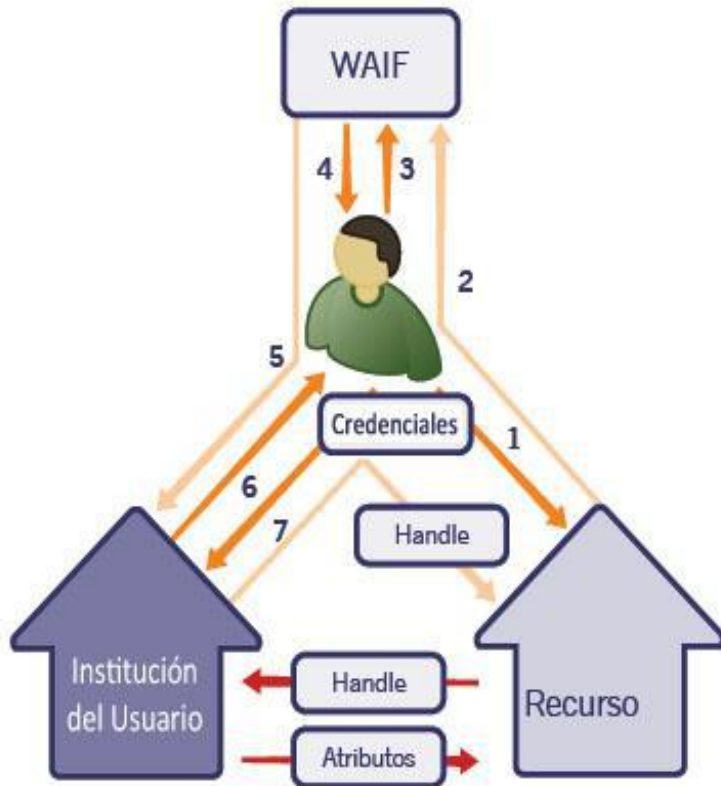 WAIF
4
3
2
5
Credenciales
1
6
7
Handle
Institución
del Usuario
Handle
Recurso
Atributos